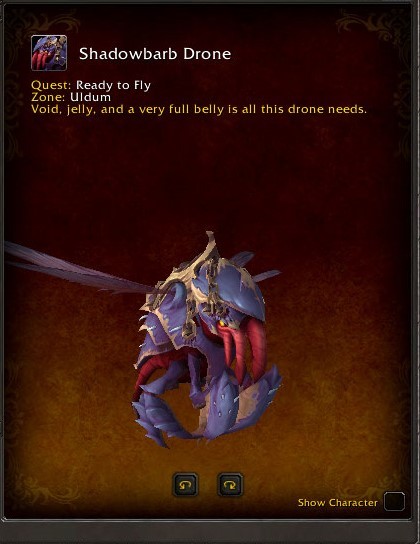 Shadowbarb Drone
Quest: Ready to Fly
Zone: Uldum
Void, jelly, and a very full belly is all this drone needs.
Show Character